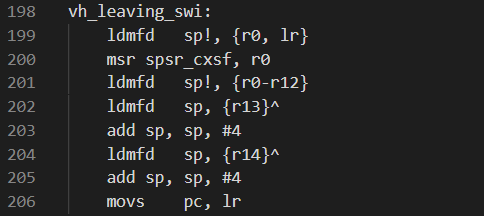 198 vh_leaving_swi:
199 ldmfd sp!, {r0, lr}
200 msr spsr_cxsf, r0
201 ldmfd sp!, {r0-r12}
202 ldmfd sp, {r13}^
203 add sp, sp, #4
204 ldmfd sp, {r14}^
205 add sp, sp, #4
206 movs pc, lr